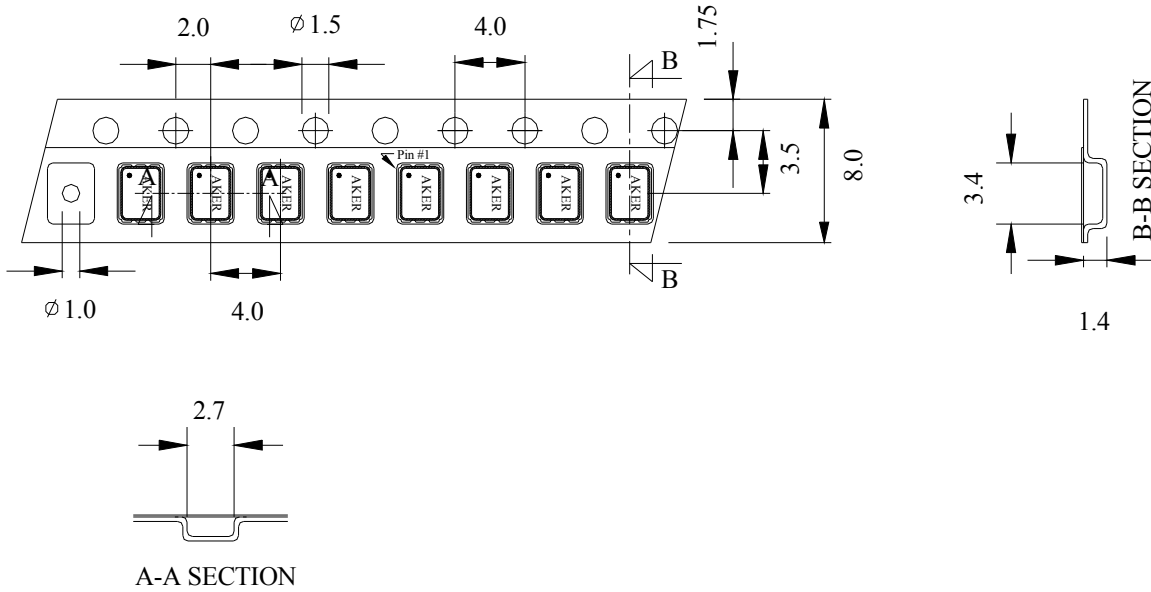 2.0
⌀ 1.5
4.0
1.75
B
3.5
8.0
Pin #1
A
A
AKER
AKER
AKER
AKER
AKER
AKER
AKER
AKER
B
⌀ 1.0
4.0
3.4
B-B SECTION
1.4
2.7
A-A SECTION